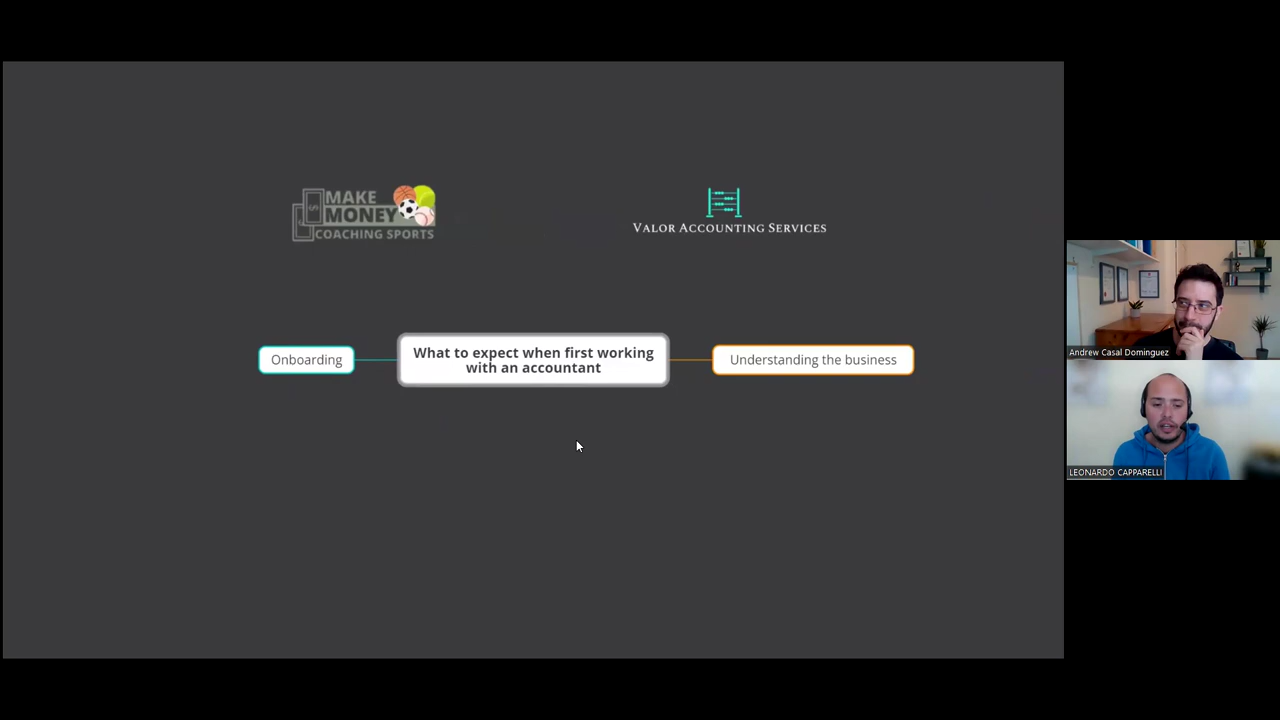 MAKE
MONEY
COACHING SPORTS
VALOR ACCOUNTING SERVICES
Onboarding
What to expect when first working
with an accountant
Understanding the business
Andrew Casal Dominguez
LEONARDO CAPPARELLI